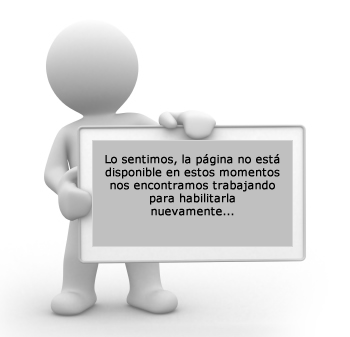 Lo sentimos, la página no está
disponible en estos momentos
nos encontramos trabajando
para habilitarla
nuevamente...